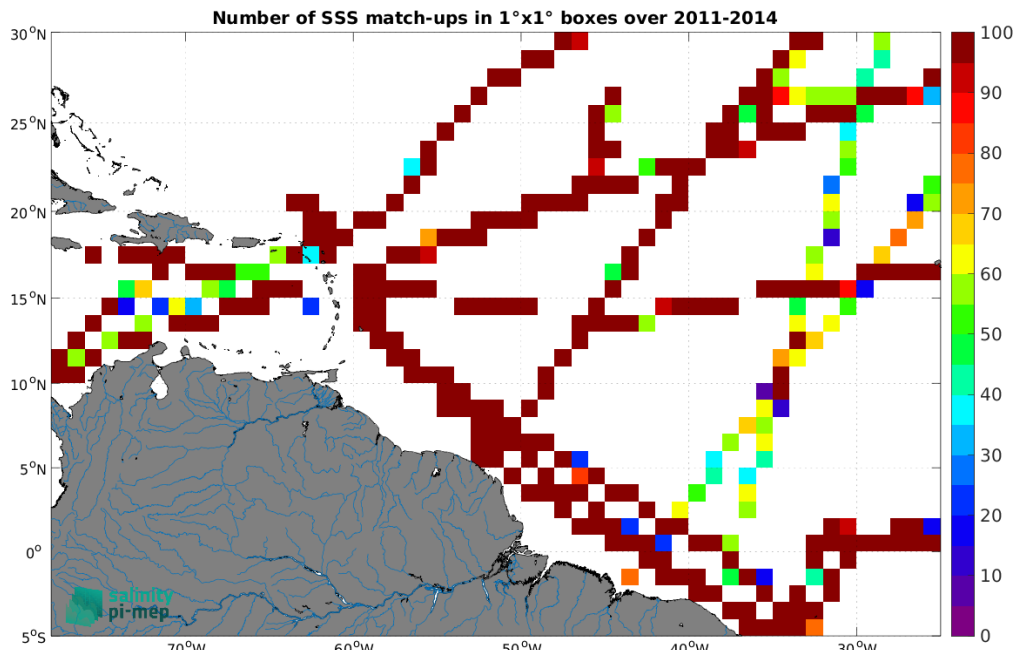 Number of SSS match-ups in 1°x1° boxes over 2011-2014
30°N
25°N
20°N
15°N
10°N
5°N
0°
5°S
70°W
60°W
50°W
40°W
30°W
100
90
80
70
60
50
40
30
20
10
0
salinity
pi-mep